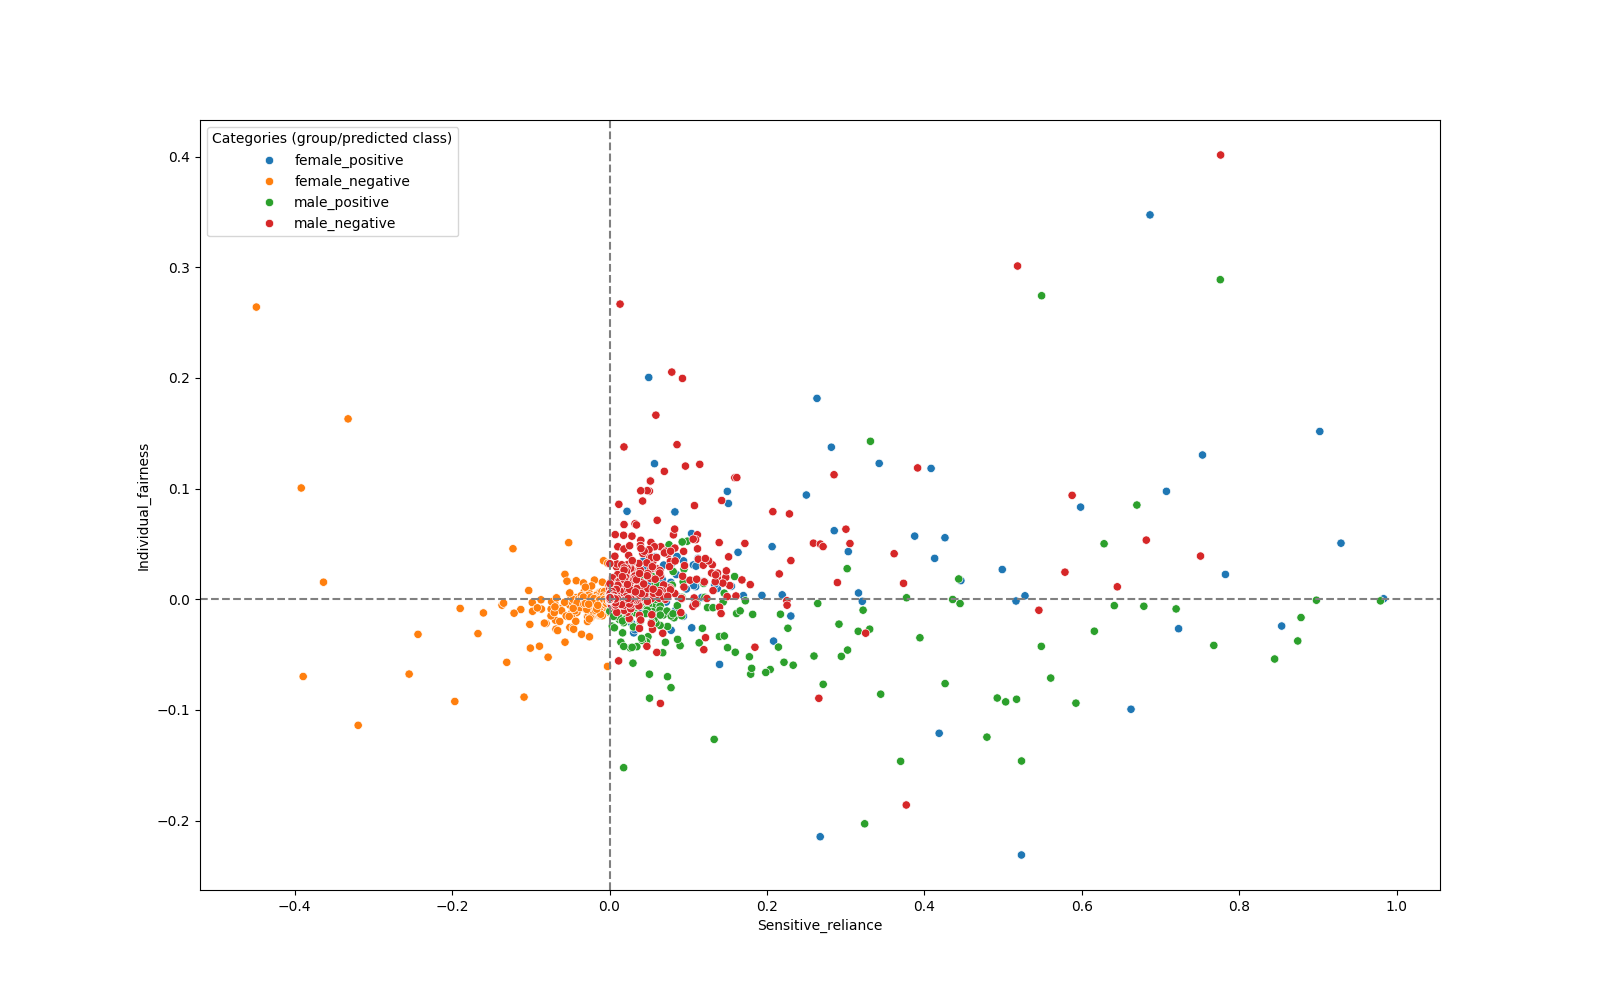 Categories (group/predicted class)
female_positive
female_negative
male_positive
male_negative
0.4
0.3
0.2
0.1
0.0
−0.1
−0.2
Individual_fairness
−0.4
−0.2
0.0
0.2
0.4
0.6
0.8
1.0
Sensitive_reliance